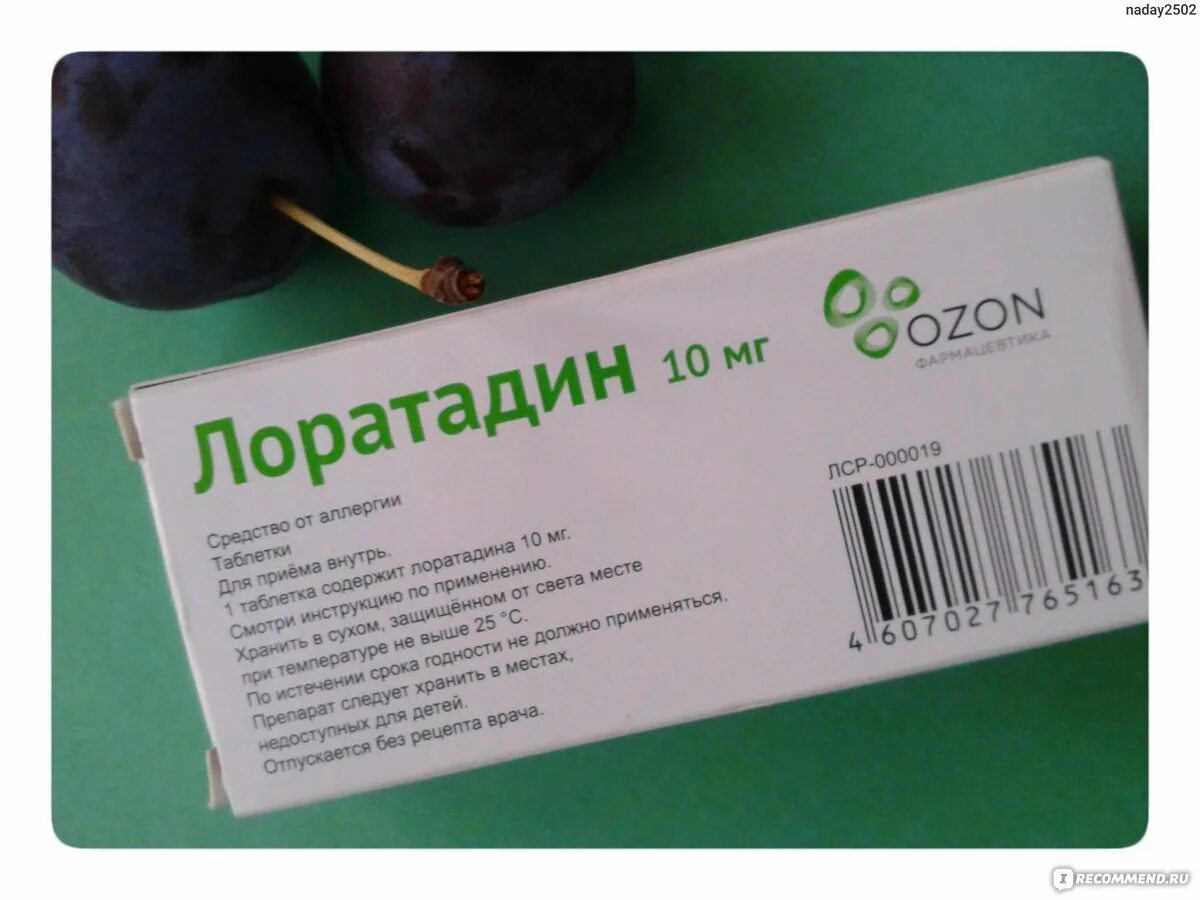 naday2502
OZON
ФАРМАЦЕВТИКА
Лоратадин 10 мг
ЛСР-000019
Средство от аллергии
Таблетки
Для приёма внутрь.
1 таблетка содержит лоратадина 10 мг.
Смотри инструкцию по применению.
Хранить в сухом, защищённом от света месте
при температуре не выше 25 °С.
По истечении срока годности не должно применяться.
Препарат следует хранить в местах,
недоступных для детей.
Отпускается без рецепта врача.
4 607027 765163
IRECOMMEND.RU